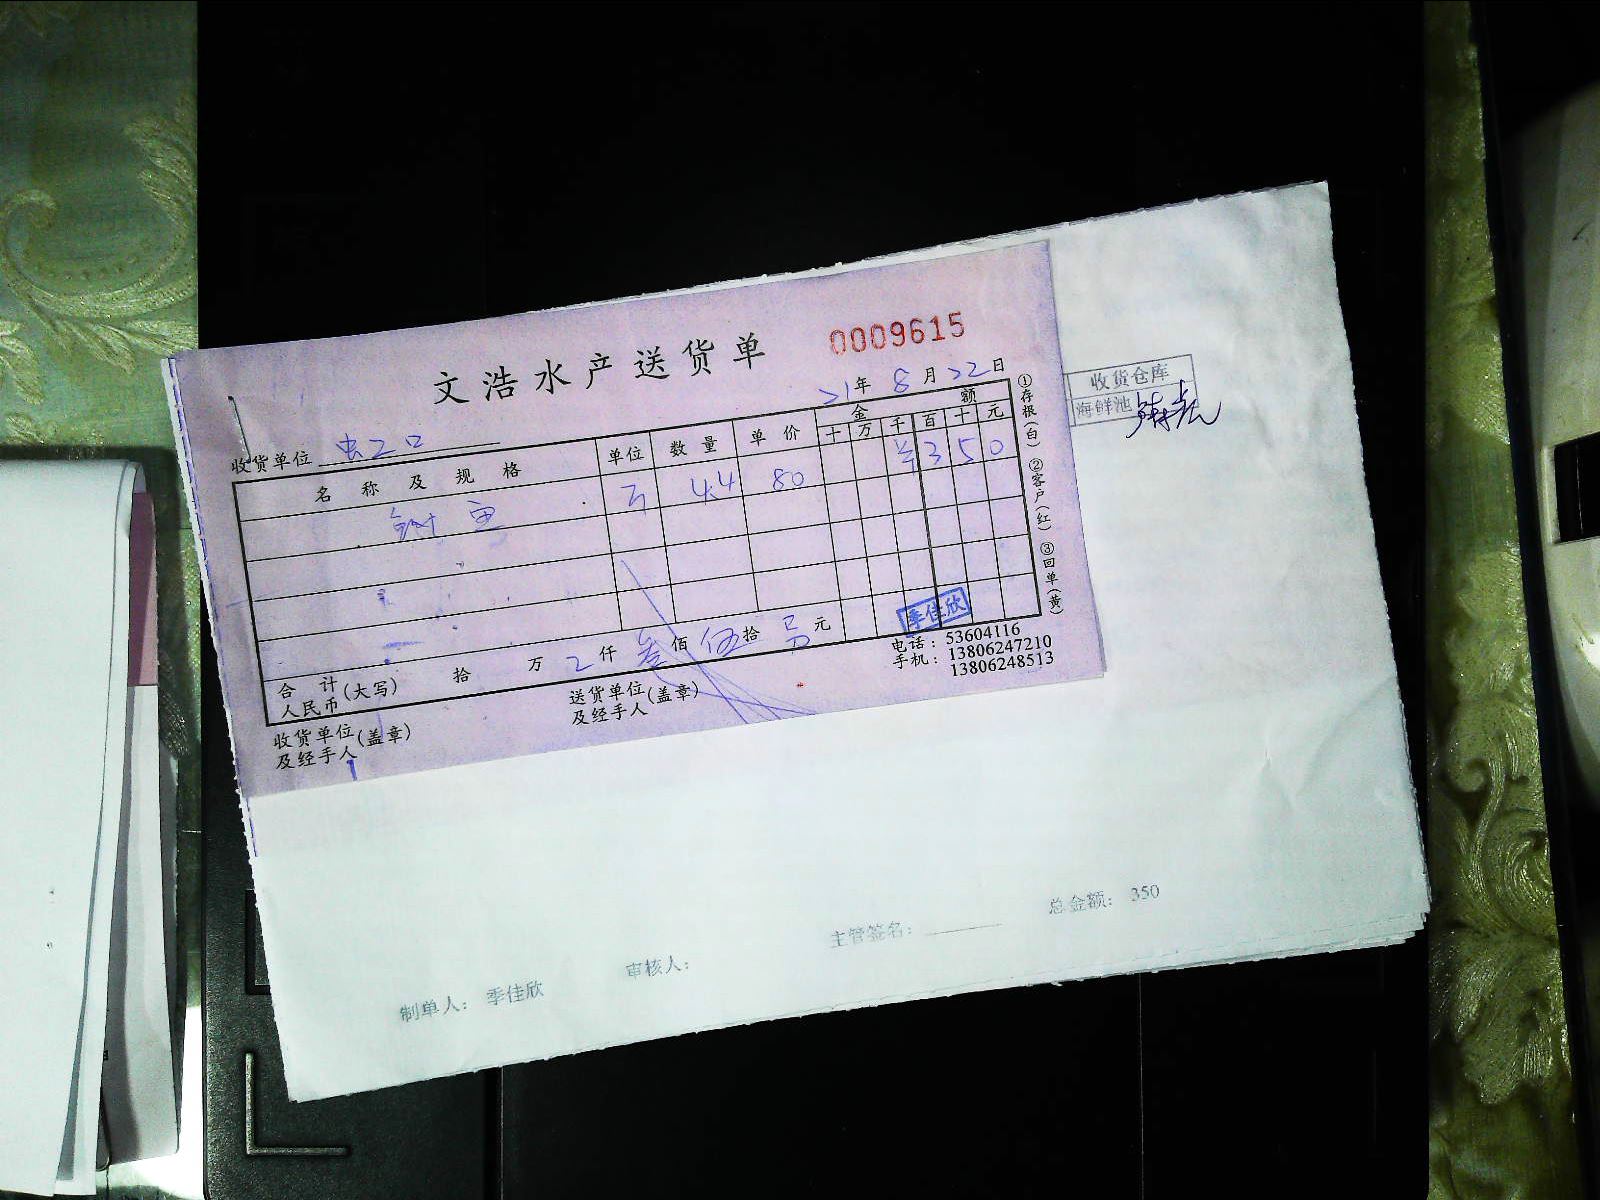 文浩水产送货单 0009615
21年 8月22日
收货单位
名称及规格 单位 数量 单价 金额
十 万 千 百 十 元
4.4 80 ¥ 3 5 0
合计 人民币(大写) 拾 万 仟 叁佰 伍拾 元
季佳欣
收货单位及经手人(盖章) 送货单位及经手人(盖章)
电话:53604116
手机:13806247210
13806248513
①存根(白) ②客户(红) ③回单(黄)
收货仓库
海鲜池
总金额: 350
主管签名:
审核人:
制单人: 季佳欣